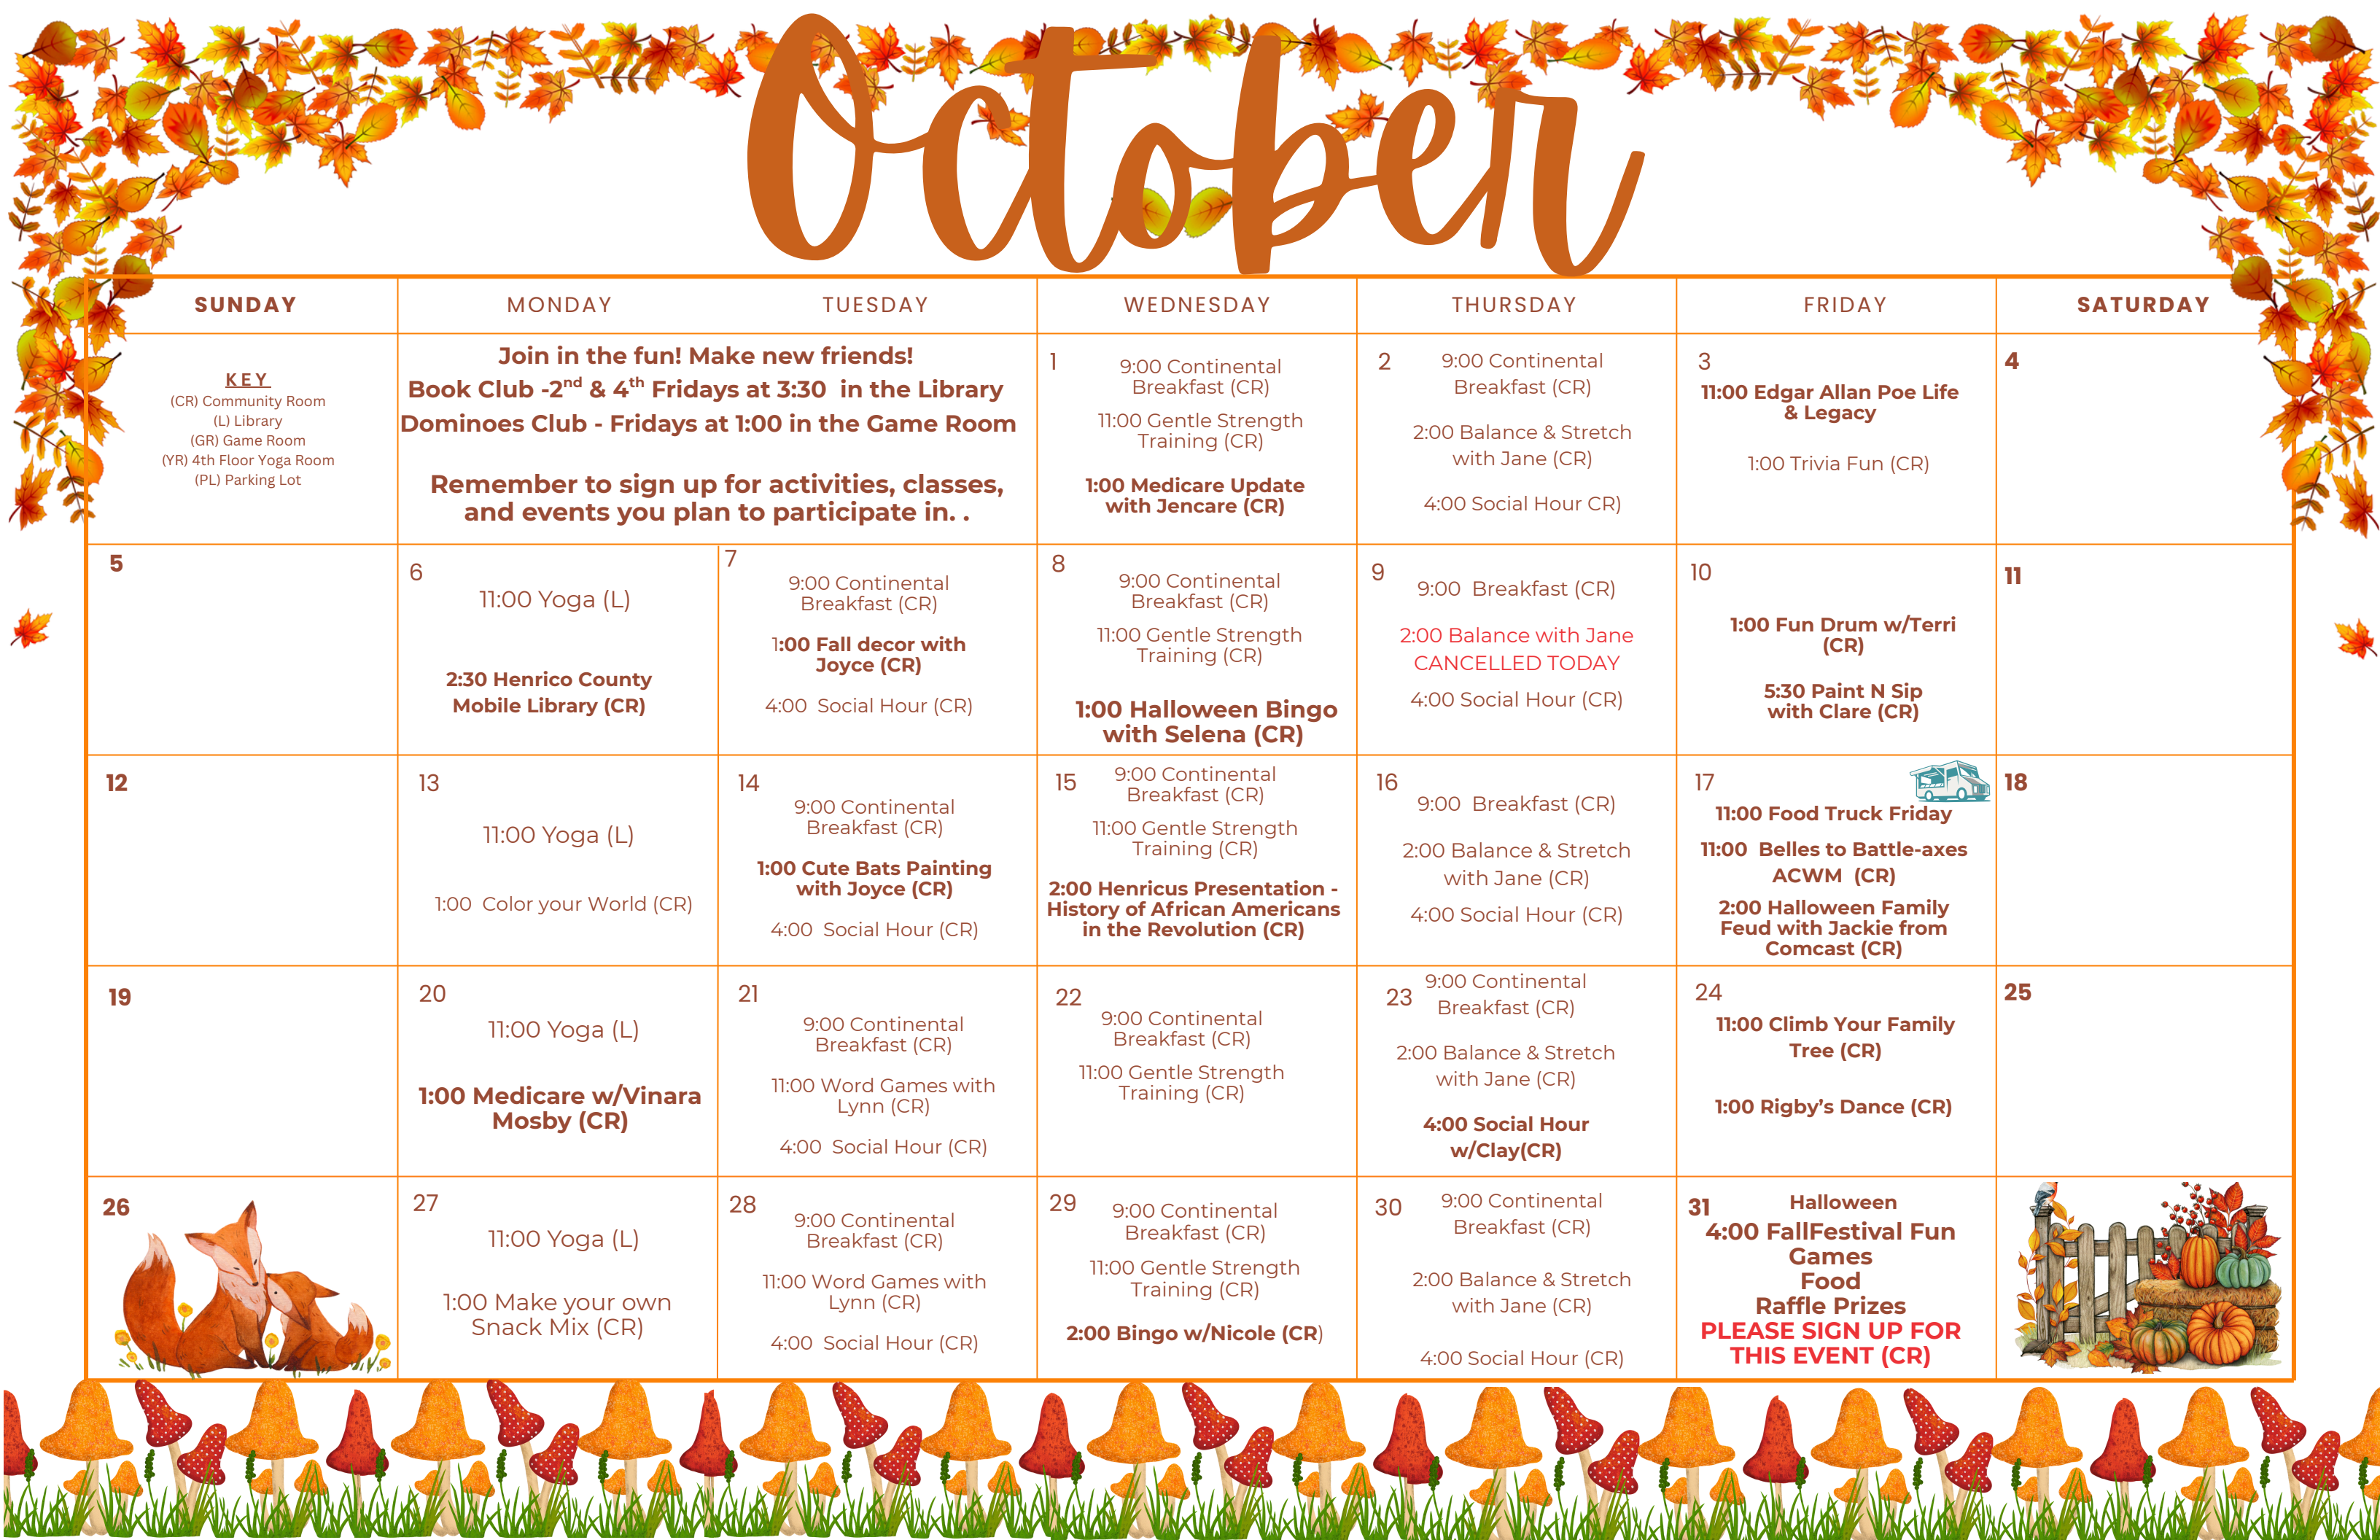 October
SUNDAY
MONDAY
TUESDAY
WEDNESDAY
THURSDAY
FRIDAY
SATURDAY
KEY
(CR) Community Room
(L) Library
(GR) Game Room
(YR) 4th Floor Yoga Room
(PL) Parking Lot
Join in the fun! Make new friends!
Book Club -2nd & 4th Fridays at 3:30 in the Library
Dominoes Club - Fridays at 1:00 in the Game Room
Remember to sign up for activities, classes,
and events you plan to participate in. .
1
9:00 Continental
Breakfast (CR)
11:00 Gentle Strength
Training (CR)
1:00 Medicare Update
with Jencare (CR)
2
9:00 Continental
Breakfast (CR)
2:00 Balance & Stretch
with Jane (CR)
4:00 Social Hour CR)
3
11:00 Edgar Allan Poe Life
& Legacy
1:00 Trivia Fun (CR)
4
5
6
11:00 Yoga (L)
2:30 Henrico County
Mobile Library (CR)
7
9:00 Continental
Breakfast (CR)
1:00 Fall decor with
Joyce (CR)
4:00 Social Hour (CR)
8
9:00 Continental
Breakfast (CR)
11:00 Gentle Strength
Training (CR)
1:00 Halloween Bingo
with Selena (CR)
9
9:00 Breakfast (CR)
2:00 Balance with Jane
CANCELLED TODAY
4:00 Social Hour (CR)
10
1:00 Fun Drum w/Terri
(CR)
5:30 Paint N Sip
with Clare (CR)
11
12
13
11:00 Yoga (L)
1:00 Color your World (CR)
14
9:00 Continental
Breakfast (CR)
1:00 Cute Bats Painting
with Joyce (CR)
4:00 Social Hour (CR)
15
9:00 Continental
Breakfast (CR)
11:00 Gentle Strength
Training (CR)
2:00 Henricus Presentation -
History of African Americans
in the Revolution (CR)
16
9:00 Breakfast (CR)
2:00 Balance & Stretch
with Jane (CR)
4:00 Social Hour (CR)
17
11:00 Food Truck Friday
11:00 Belles to Battle-axes
ACWM (CR)
2:00 Halloween Family
Feud with Jackie from
Comcast (CR)
18
19
20
11:00 Yoga (L)
1:00 Medicare w/Vinara
Mosby (CR)
21
9:00 Continental
Breakfast (CR)
11:00 Word Games with
Lynn (CR)
4:00 Social Hour (CR)
22
9:00 Continental
Breakfast (CR)
11:00 Gentle Strength
Training (CR)
23
9:00 Continental
Breakfast (CR)
2:00 Balance & Stretch
with Jane (CR)
4:00 Social Hour
w/Clay(CR)
24
11:00 Climb Your Family
Tree (CR)
1:00 Rigby's Dance (CR)
25
26
27
11:00 Yoga (L)
1:00 Make your own
Snack Mix (CR)
28
9:00 Continental
Breakfast (CR)
11:00 Word Games with
Lynn (CR)
4:00 Social Hour (CR)
29
9:00 Continental
Breakfast (CR)
11:00 Gentle Strength
Training (CR)
2:00 Bingo w/Nicole (CR)
30
9:00 Continental
Breakfast (CR)
2:00 Balance & Stretch
with Jane (CR)
4:00 Social Hour (CR)
31
Halloween
4:00 FallFestival Fun
Games
Food
Raffle Prizes
PLEASE SIGN UP FOR
THIS EVENT (CR)